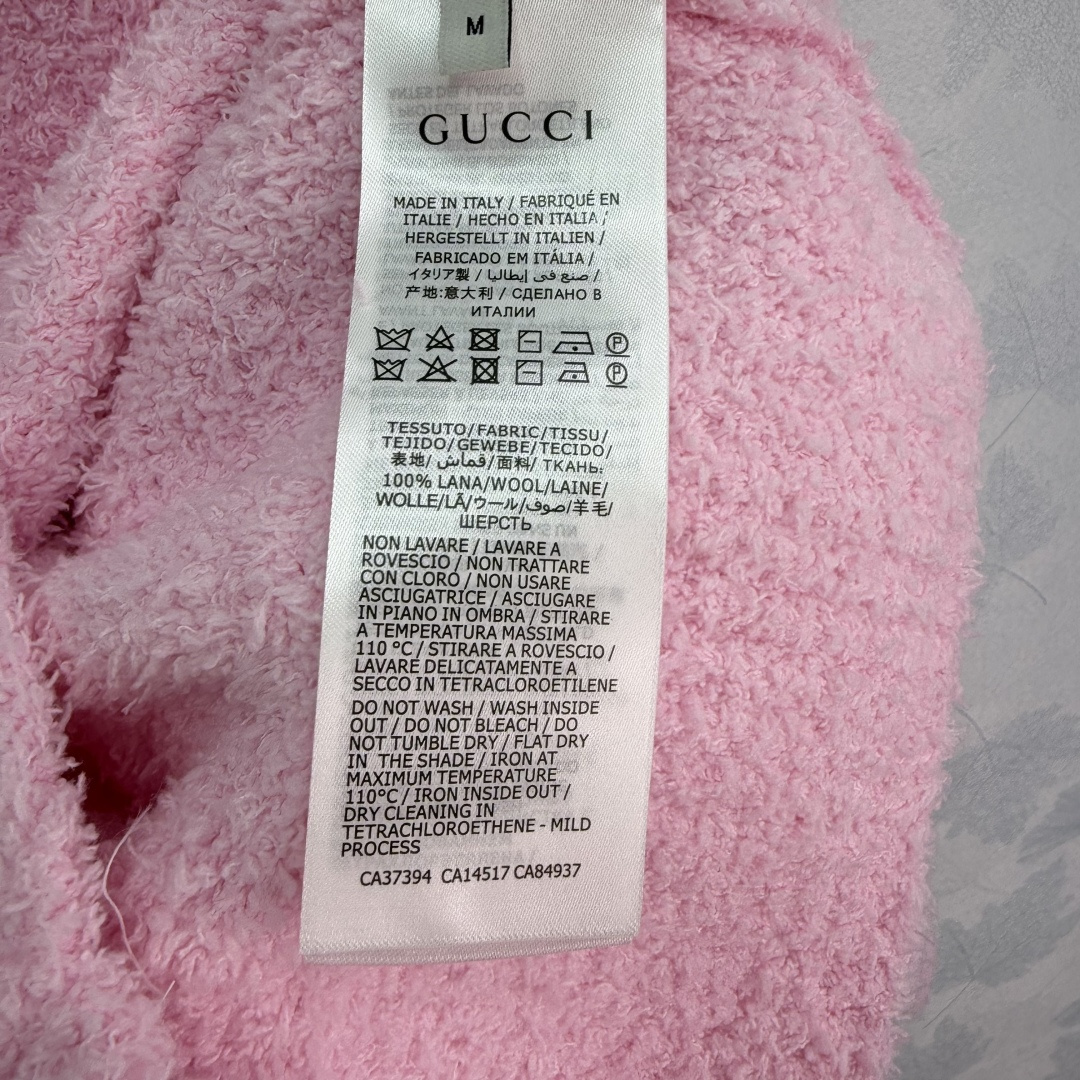 M
GUCCI
MADE IN ITALY / FABRIQUÉ EN
ITALIE / HECHO EN ITALIA /
HERGESTELLT IN ITALIEN /
FABRICADO EM ITÁLIA /
イタリア製 / صنع في إيطاليا /
产地:意大利 / СДЕЛАНО В
ИТАЛИИ
P
P
TESSUTO/FABRIC/TISSU/
TEJIDO/GEWEBE/TECIDO/
表地/ قماش/面料/ ТКАНЬ:
100% LANA/WOOL/LAINE/
WOLLE/LÃ/ウール/صوف/羊毛/
ШЕРСТЬ
NON LAVARE / LAVARE A
ROVESCIO / NON TRATTARE
CON CLORO / NON USARE
ASCIUGATRICE / ASCIUGARE
IN PIANO IN OMBRA / STIRARE
A TEMPERATURA MASSIMA
110 °C / STIRARE A ROVESCIO /
LAVARE DELICATAMENTE A
SECCO IN TETRACLOROETILENE
DO NOT WASH / WASH INSIDE
OUT / DO NOT BLEACH / DO
NOT TUMBLE DRY / FLAT DRY
IN THE SHADE / IRON AT
MAXIMUM TEMPERATURE
110°C / IRON INSIDE OUT /
DRY CLEANING IN
TETRACHLOROETHENE - MILD
PROCESS
CA37394 CA14517 CA84937